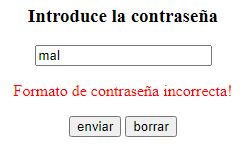 Introduce la contraseña
mal
Formato de contraseña incorrecta!
enviar borrar